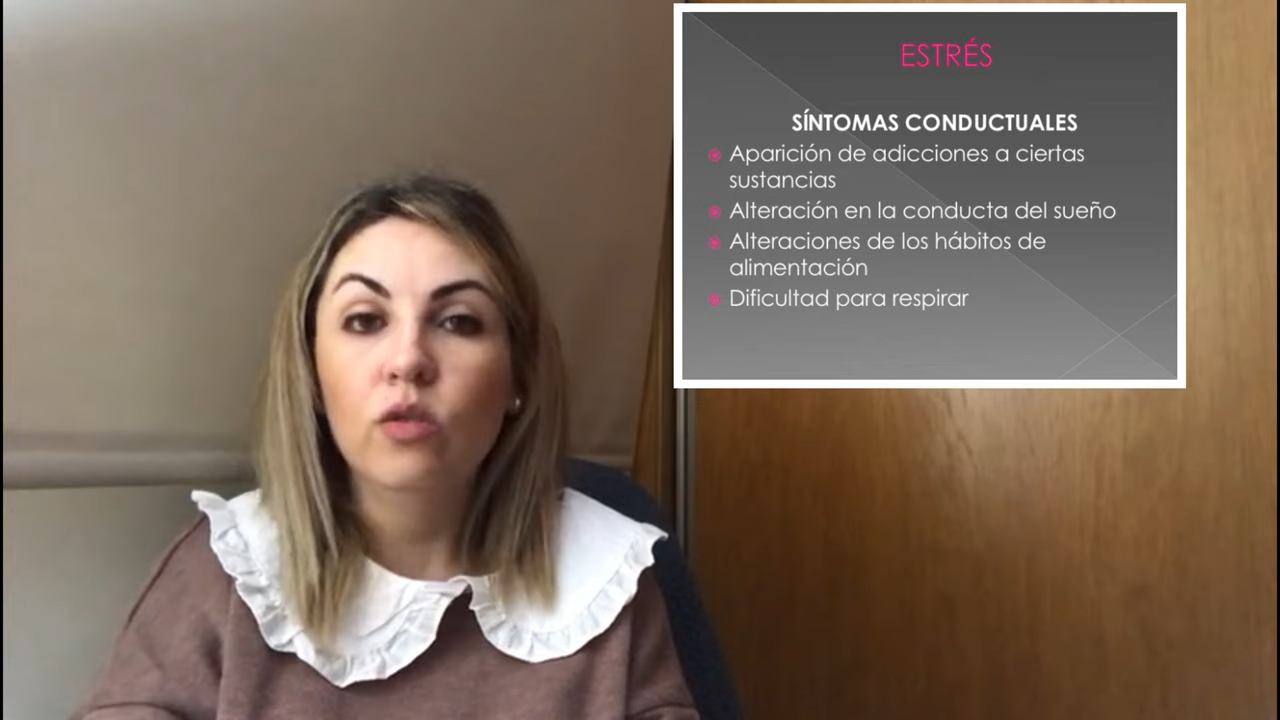 ESTRÉS
SÍNTOMAS CONDUCTUALES
Aparición de adicciones a ciertas
sustancias
Alteración en la conducta del sueño
Alteraciones de los hábitos de
alimentación
Dificultad para respirar